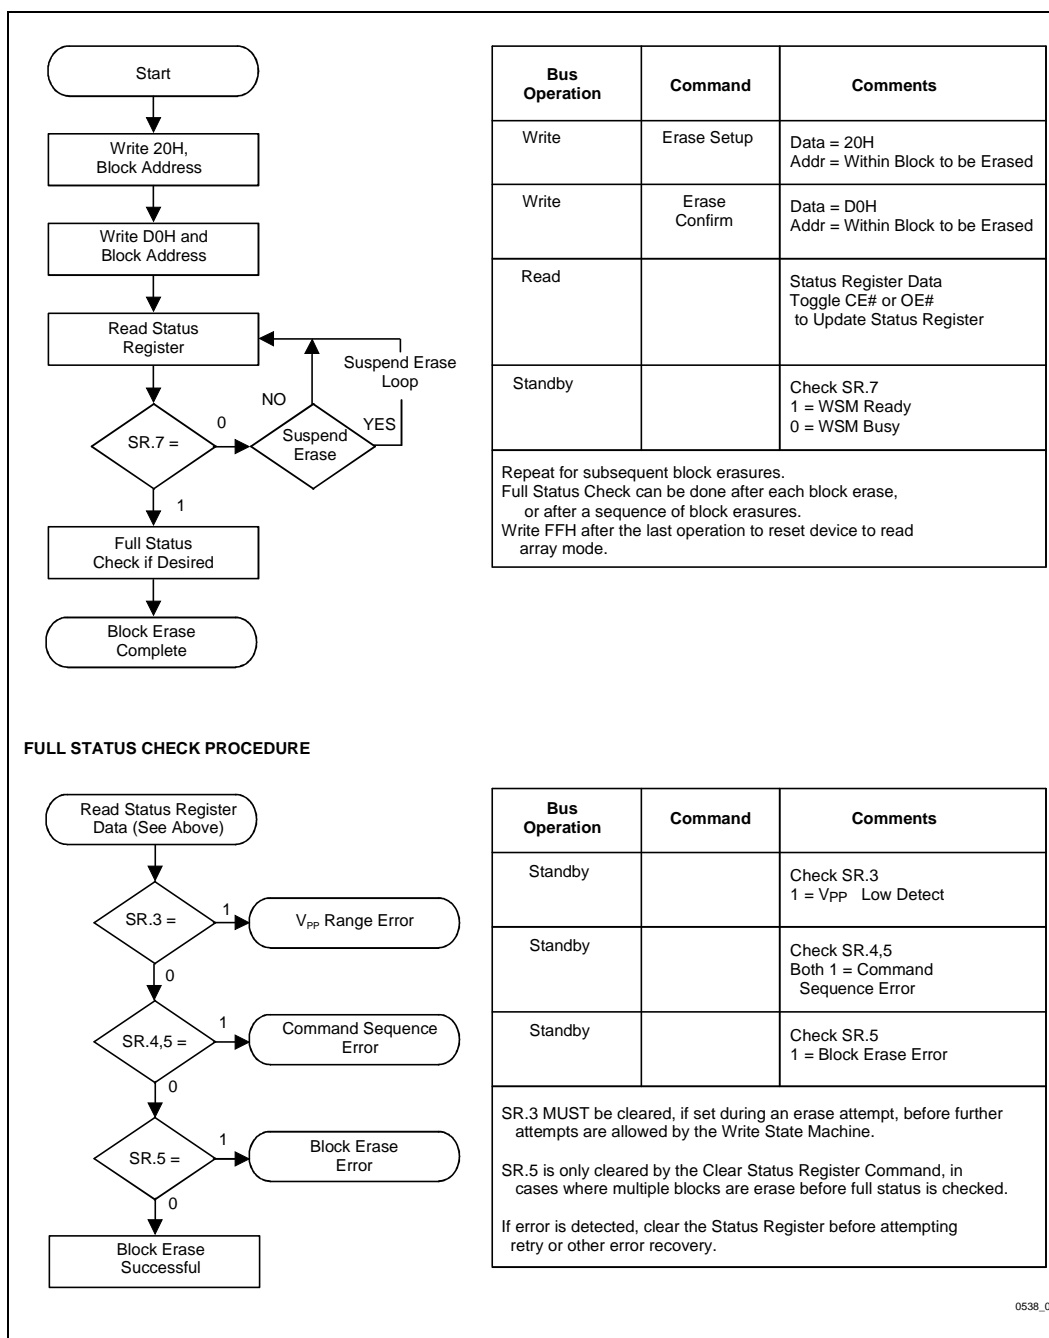 Start
Write 20H,
Block Address
Write D0H and
Block Address
Read Status
Register
Suspend Erase
Loop
NO
YES
0
SR.7 =
Suspend
Erase
1
Full Status
Check if Desired
Block Erase
Complete
Bus
Operation
Command
Comments
Write
Erase Setup
Data = 20H
Addr = Within Block to be Erased
Write
Erase
Confirm
Data = D0H
Addr = Within Block to be Erased
Read
Status Register Data
Toggle CE# or OE#
to Update Status Register
Standby
Check SR.7
1 = WSM Ready
0 = WSM Busy
Repeat for subsequent block erasures.
Full Status Check can be done after each block erase,
or after a sequence of block erasures.
Write FFH after the last operation to reset device to read
array mode.
FULL STATUS CHECK PROCEDURE
Read Status Register
Data (See Above)
SR.3 =
1
VPP Range Error
0
SR.4,5 =
1
Command Sequence
Error
0
SR.5 =
1
Block Erase
Error
0
Block Erase
Successful
Bus
Operation
Command
Comments
Standby
Check SR.3
1 = VPP Low Detect
Standby
Check SR.4,5
Both 1 = Command
Sequence Error
Standby
Check SR.5
1 = Block Erase Error
SR.3 MUST be cleared, if set during an erase attempt, before further
attempts are allowed by the Write State Machine.
SR.5 is only cleared by the Clear Status Register Command, in
cases where multiple blocks are erase before full status is checked.
If error is detected, clear the Status Register before attempting
retry or other error recovery.